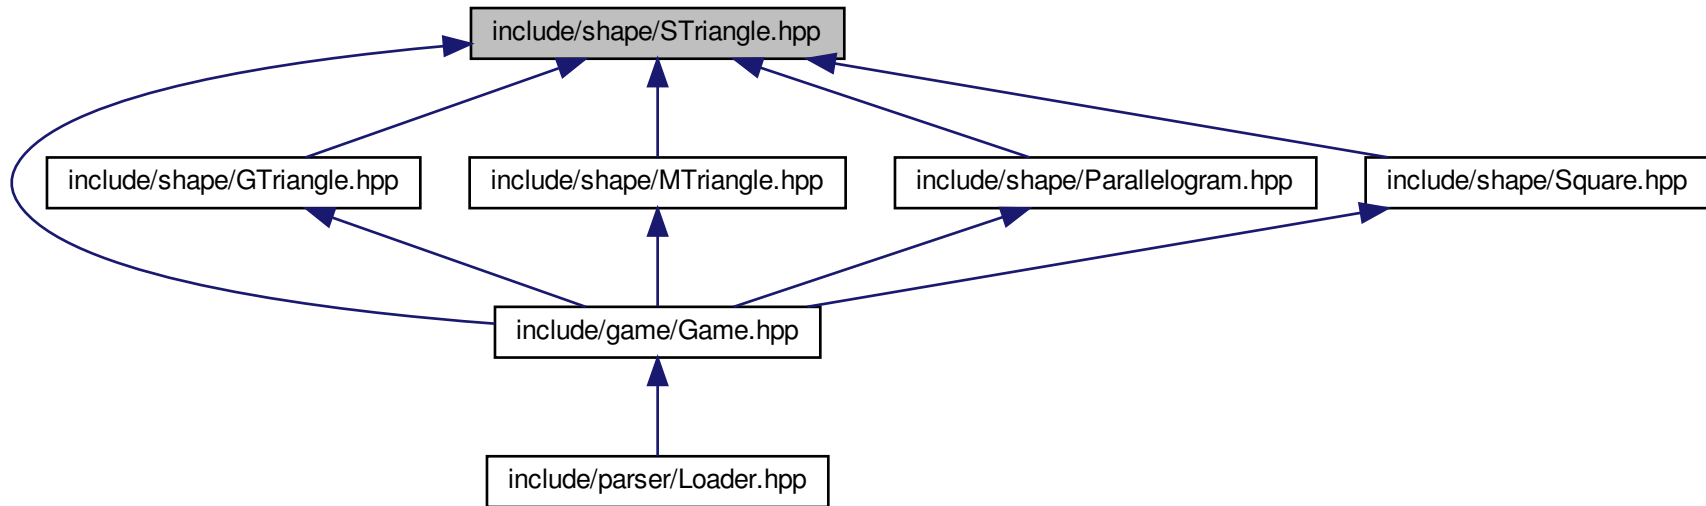 include/shape/STriangle.hpp
include/shape/GTriangle.hpp
include/shape/MTriangle.hpp
include/shape/Parallelogram.hpp
include/shape/Square.hpp
include/game/Game.hpp
include/parser/Loader.hpp